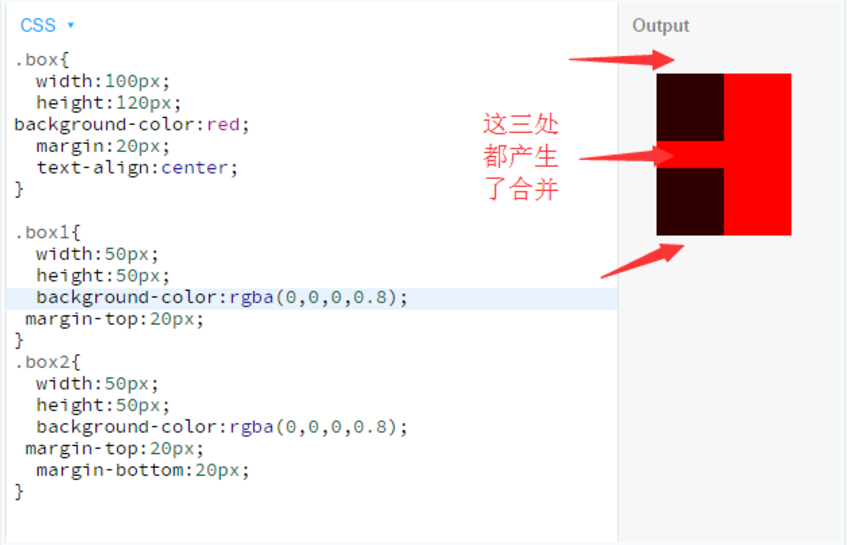 CSS ▾
.box{
width:100px;
height:120px;
background-color:red;
margin:20px;
text-align:center;
}
.box1{
width:50px;
height:50px;
background-color:rgba(0,0,0,0.8);
margin-top:20px;
}
.box2{
width:50px;
height:50px;
background-color:rgba(0,0,0,0.8);
margin-top:20px;
margin-bottom:20px;
}
Output
这三处
都产生
了合并